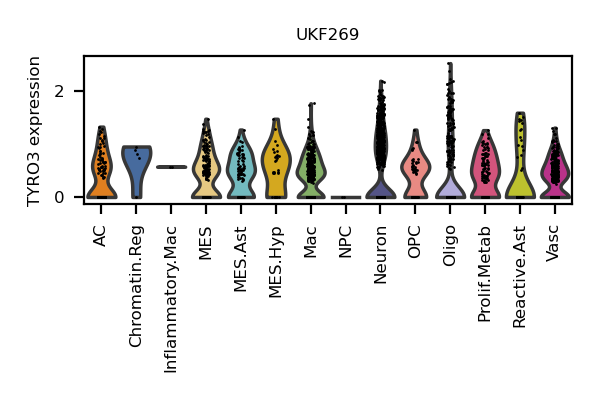 UKF269
TYRO3 expression
2
0
AC
Chromatin.Reg
Inflammatory.Mac
MES
MES.Ast
MES.Hyp
Mac
NPC
Neuron
OPC
Oligo
Prolif.Metab
Reactive.Ast
Vasc